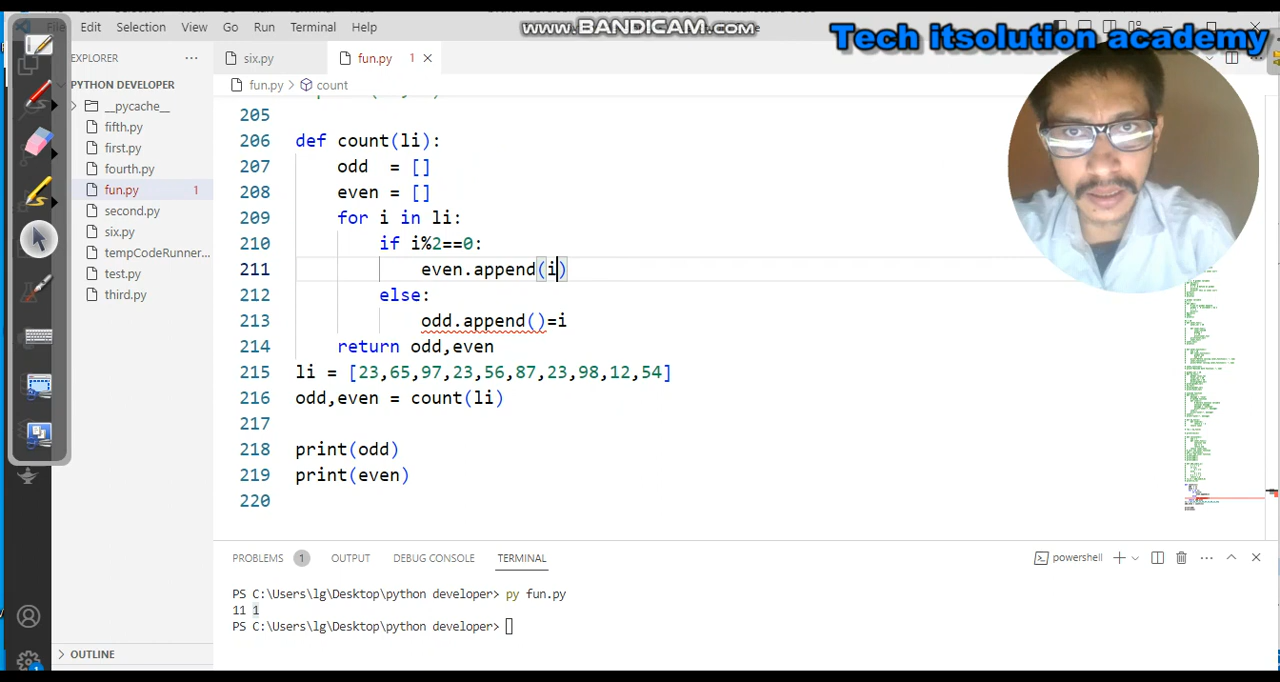 File Edit Selection View Go Run Terminal Help
WWW.BANDICAM.COM
Tech itsolution academy
EXPLORER
six.py
fun.py 1
PYTHON DEVELOPER
fun.py > count
__pycache__
fifth.py
first.py
fourth.py
fun.py 1
second.py
six.py
tempCodeRunner...
test.py
third.py
205
206 def count(li):
207 odd = []
208 even = []
209 for i in li:
210 if i%2==0:
211 even.append(i)
212 else:
213 odd.append()=i
214 return odd,even
215 li = [23,65,97,23,56,87,23,98,12,54]
216 odd,even = count(li)
217
218 print(odd)
219 print(even)
220
PROBLEMS 1 OUTPUT DEBUG CONSOLE TERMINAL
powershell
PS C:\Users\lg\Desktop\python developer> py fun.py
11 1
PS C:\Users\lg\Desktop\python developer>
OUTLINE